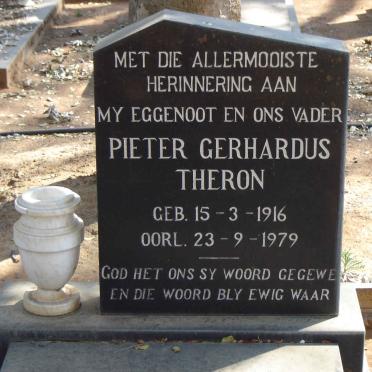 MET DIE ALLERMOOISTE
HERINNERING AAN
MY EGGENOOT EN ONS VADER
PIETER GERHARDUS
THERON
GEB. 15-3-1916
OORL. 23-9-1979
GOD HET ONS SY WOORD GEGEWE
EN DIE WOORD BLY EWIG WAAR